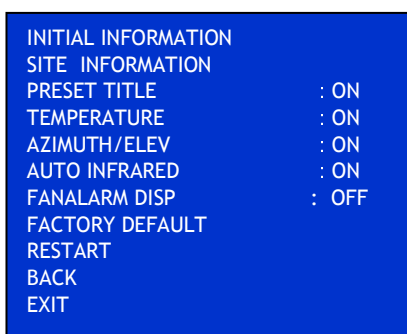 INITIAL INFORMATION
SITE INFORMATION
PRESET TITLE : ON
TEMPERATURE : ON
AZIMUTH/ELEV : ON
AUTO INFRARED : ON
FANALARM DISP : OFF
FACTORY DEFAULT
RESTART
BACK
EXIT